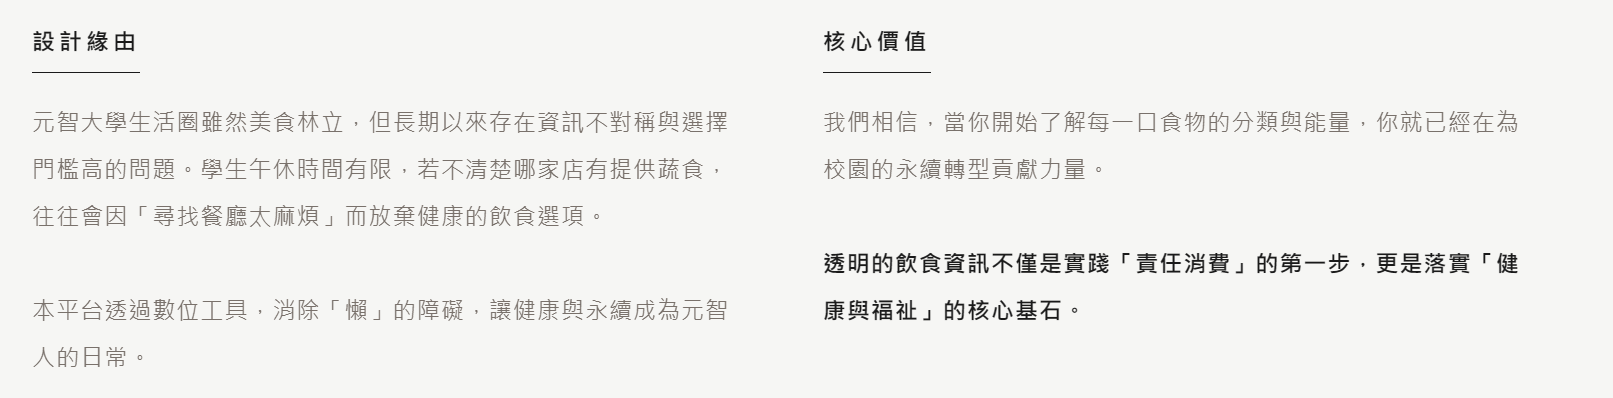 設計緣由
元智大學生活圈雖然美食林立，但長期以來存在資訊不對稱與選擇
門檻高的問題。學生午休時間有限，若不清楚哪家店有提供蔬食，
往往會因「尋找餐廳太麻煩」而放棄健康的飲食選項。
本平台透過數位工具，消除「懶」的障礙，讓健康與永續成為元智
人的日常。
核心價值
我們相信，當你開始了解每一口食物的分類與能量，你就已經在為
校園的永續轉型貢獻力量。
透明的飲食資訊不僅是實踐「責任消費」的第一步，更是落實「健
康與福祉」的核心基石。